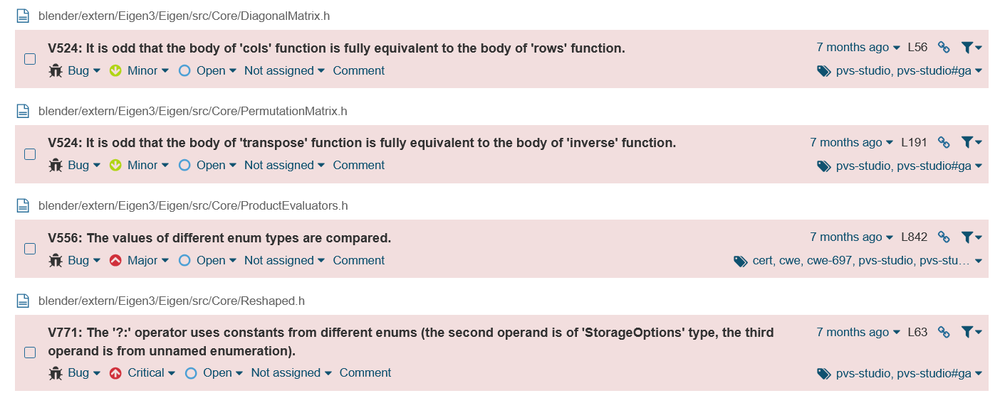 blender/extern/Eigen3/Eigen/src/Core/DiagonalMatrix.h
V524: It is odd that the body of 'cols' function is fully equivalent to the body of 'rows' function. 7 months ago L56
Bug Minor Open Not assigned Comment pvs-studio, pvs-studio#ga
blender/extern/Eigen3/Eigen/src/Core/PermutationMatrix.h
V524: It is odd that the body of 'transpose' function is fully equivalent to the body of 'inverse' function. 7 months ago L191
Bug Minor Open Not assigned Comment pvs-studio, pvs-studio#ga
blender/extern/Eigen3/Eigen/src/Core/ProductEvaluators.h
V556: The values of different enum types are compared. 7 months ago L842
Bug Major Open Not assigned Comment cert, cwe, cwe-697, pvs-studio, pvs-stu…
blender/extern/Eigen3/Eigen/src/Core/Reshaped.h
V771: The '?:' operator uses constants from different enums (the second operand is of 'StorageOptions' type, the third 7 months ago L63
operand is from unnamed enumeration).
Bug Critical Open Not assigned Comment pvs-studio, pvs-studio#ga